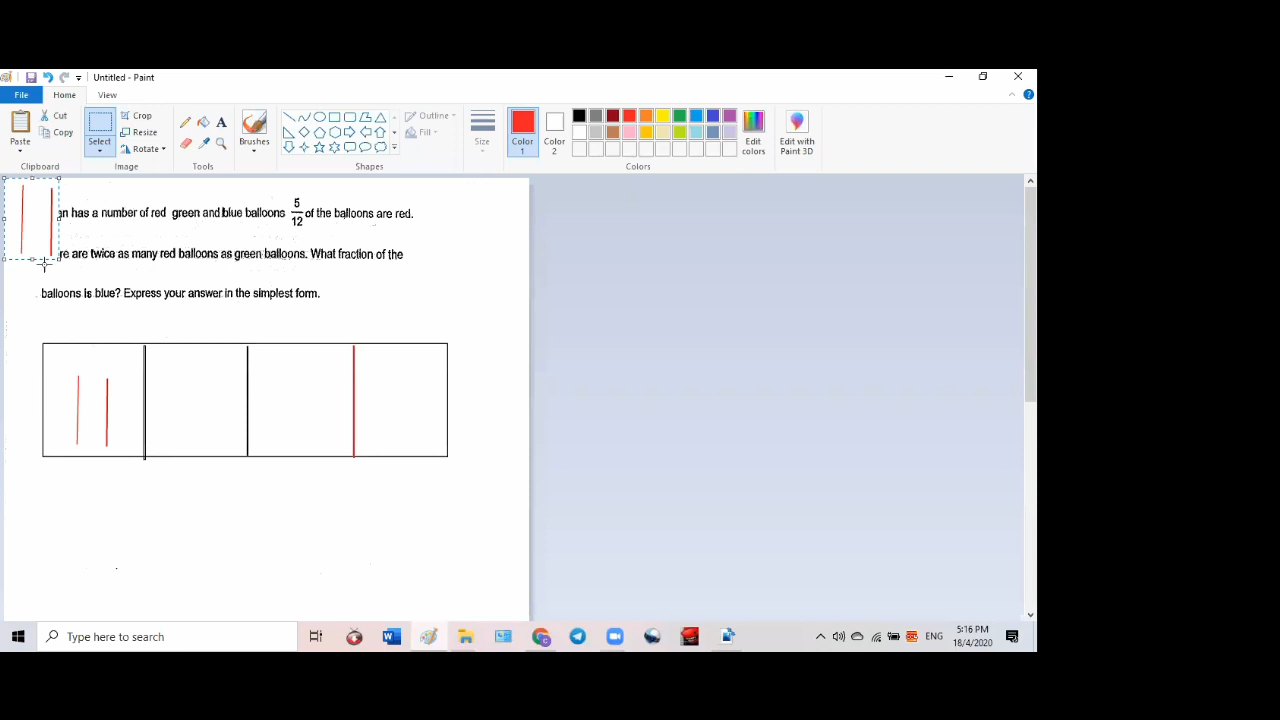 Untitled - Paint
File Home View
Cut
Copy
Paste
Clipboard
Crop
Resize
Rotate
Select
Image
A
Tools
Brushes
Outline
Fill
Shapes
Size
Color 1
Color 2
Edit colors
Colors
Edit with Paint 3D
an has a number of red green and blue balloons 5/12 of the balloons are red.
re are twice as many red balloons as green balloons. What fraction of the
balloons is blue? Express your answer in the simplest form.
Type here to search
ENG
5:16 PM
18/4/2020